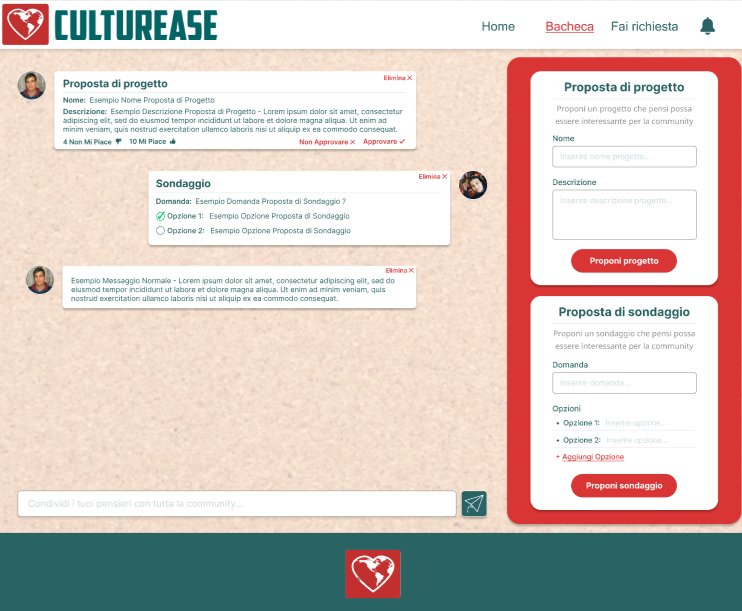 CULTUREASE
Home
Bacheca
Fai richiesta
Elimina
Proposta di progetto
Nome: Esempio Nome Proposta di Progetto
Descrizione: Esempio Descrizione Proposta di Progetto - Lorem ipsum dolor sit amet, consectetur
adipiscing elit, sed do eiusmod tempor incididunt ut labore et dolore magna aliqua. Ut enim ad
minim veniam, quis nostrud exercitation ullamco laboris nisi ut aliquip ex ea commodo consequat.
4 Non Mi Piace
10 Mi Piace
Non Approvare
Approvare
Elimina
Sondaggio
Domanda: Esempio Domanda Proposta di Sondaggio ?
Opzione 1: Esempio Opzione Proposta di Sondaggio
Opzione 2: Esempio Opzione Proposta di Sondaggio
Elimina
Esempio Messaggio Normale - Lorem ipsum dolor sit amet, consectetur adipiscing elit, sed do
eiusmod tempor incididunt ut labore et dolore magna aliqua. Ut enim ad minim veniam, quis
nostrud exercitation ullamco laboris nisi ut aliquip ex ea commodo consequat.
Condividi i tuoi pensieri con tutta la community...
Proposta di progetto
Proponi un progetto che pensi possa
essere interessante per la community
Nome
Inserire nome progetto...
Descrizione
Inserire descrizione progetto...
Proponi progetto
Proposta di sondaggio
Proponi un sondaggio che pensi possa
essere interessante per la community
Domanda
Inserire domanda...
Opzioni
• Opzione 1: Inserire opzione...
• Opzione 2: Inserire opzione...
+ Aggiungi Opzione
Proponi sondaggio